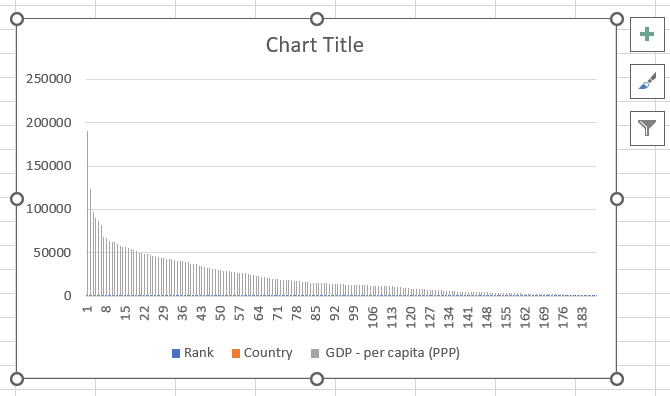 Chart Title
250000
200000
150000
100000
50000
0
1 8 15 22 29 36 43 50 57 64 71 78 85 92 99 106 113 120 127 134 141 148 155 162 169 176 183
Rank Country GDP - per capita (PPP)